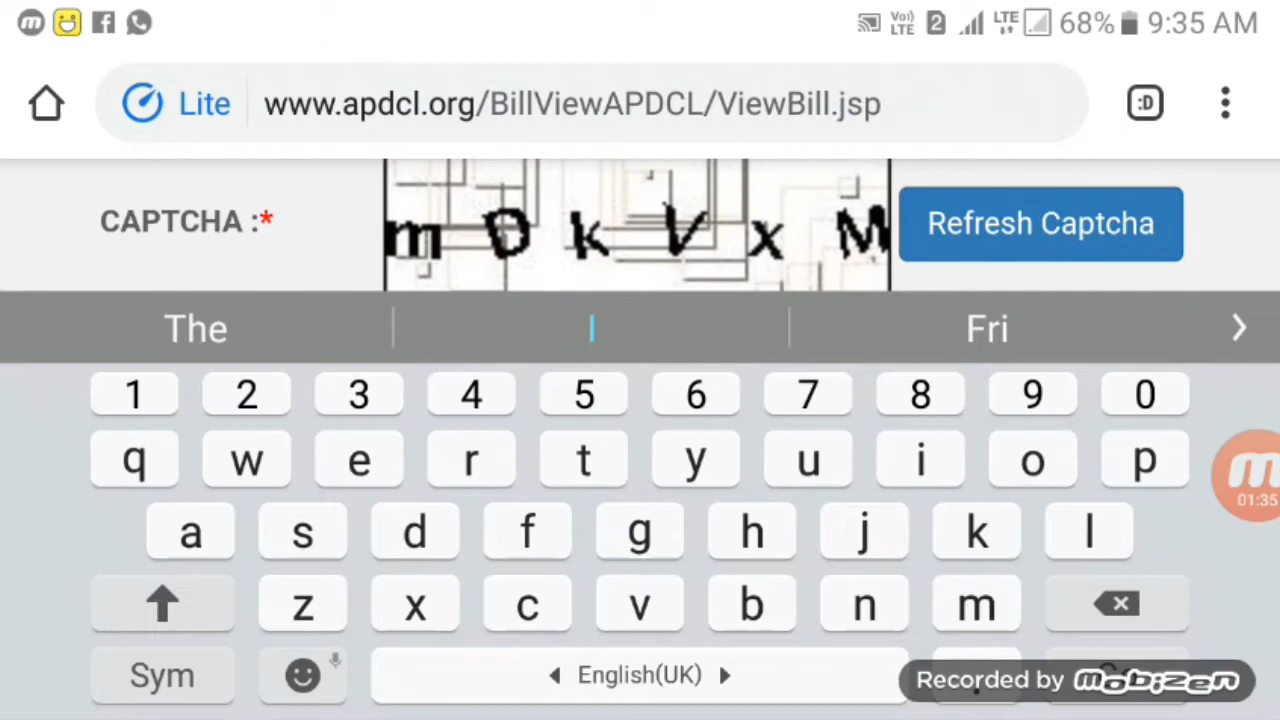 68% 9:35 AM
Lite www.apdcl.org/BillViewAPDCL/ViewBill.jsp :D
CAPTCHA :* m D k V x M Refresh Captcha
The I Fri
1 2 3 4 5 6 7 8 9 0
q w e r t y u i o p
01:35
a s d f g h j k l
z x c v b n m
Sym English(UK)
Recorded by mobizen